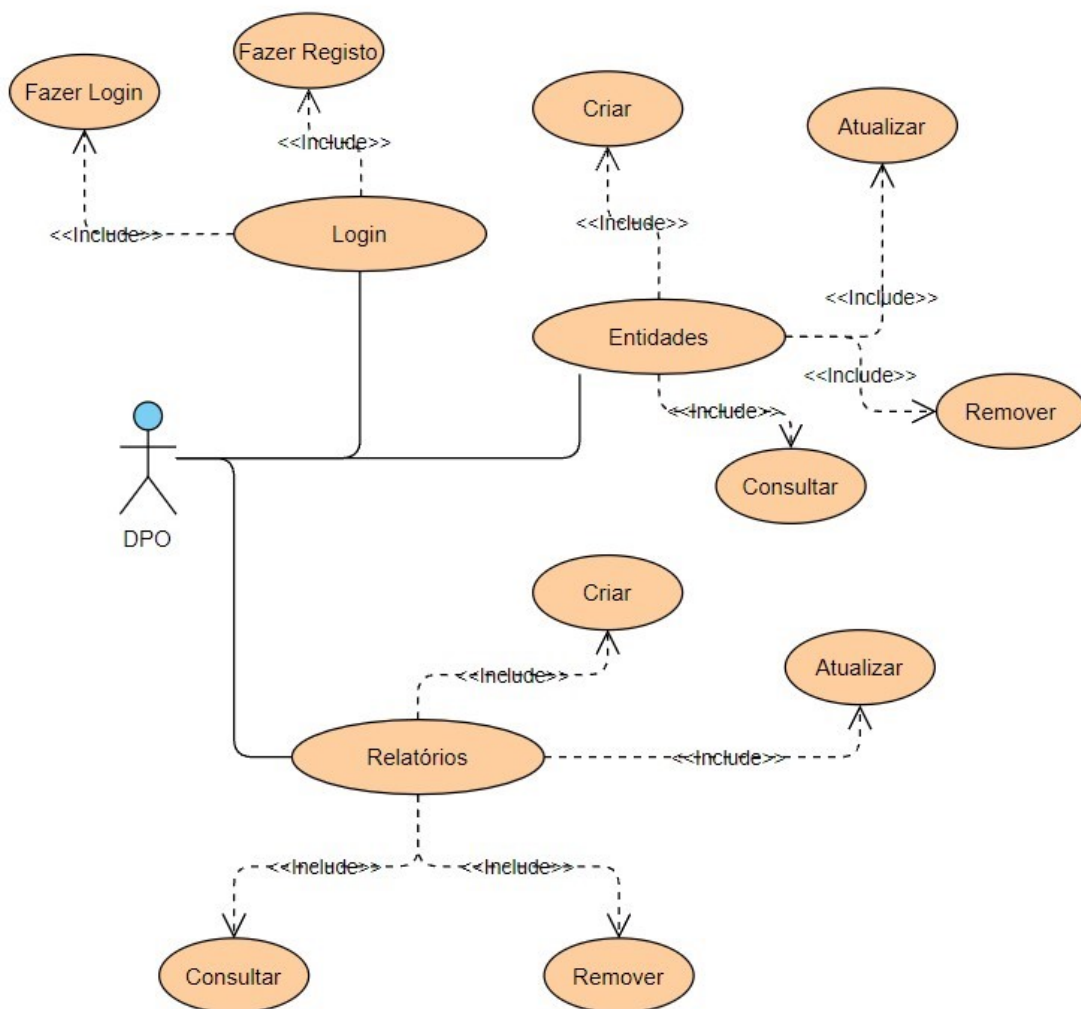 Fazer Registo
Fazer Login
<<Include>>
<<Include>>
Login
Criar
Atualizar
<<Include>>
<<Include>>
Entidades
<<Include>>
<<Include>>
Remover
Consultar
DPO
Criar
Atualizar
<<Include>>
Relatórios
<<Include>>
<<Include>>
<<Include>>
Consultar
Remover